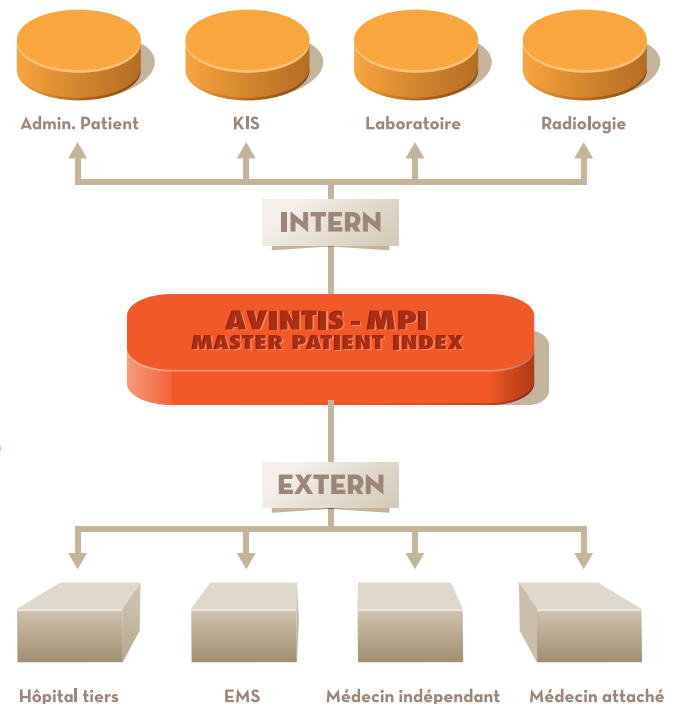 Admin. Patient
KIS
Laboratoire
Radiologie
INTERN
AVINTIS - MPI
MASTER PATIENT INDEX
EXTERN
Hôpital tiers
EMS
Médecin indépendant
Médecin attaché